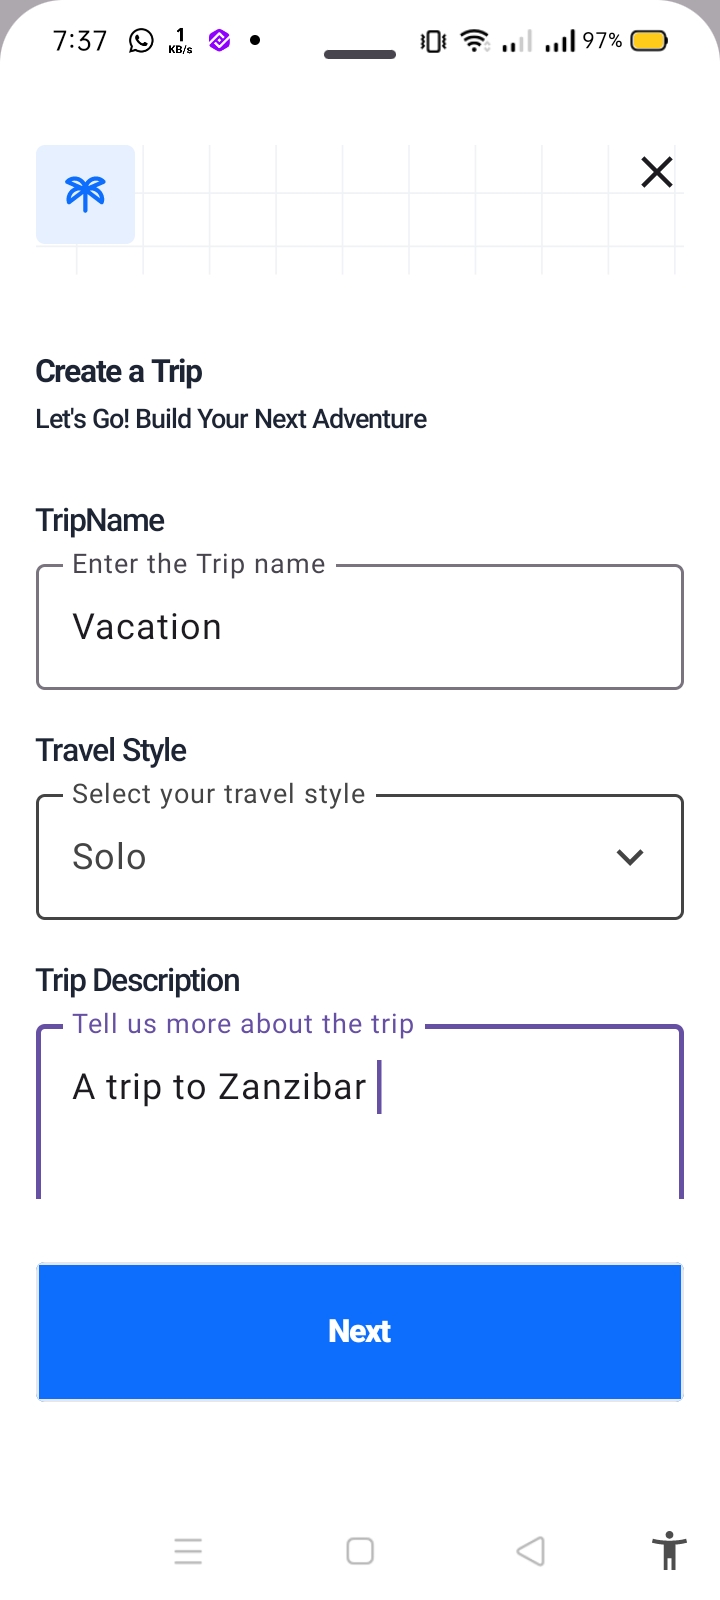 7:37 1 KB/s 97%
Create a Trip
Let's Go! Build Your Next Adventure
TripName
Enter the Trip name
Vacation
Travel Style
Select your travel style
Solo
Trip Description
Tell us more about the trip
A trip to Zanzibar
Next